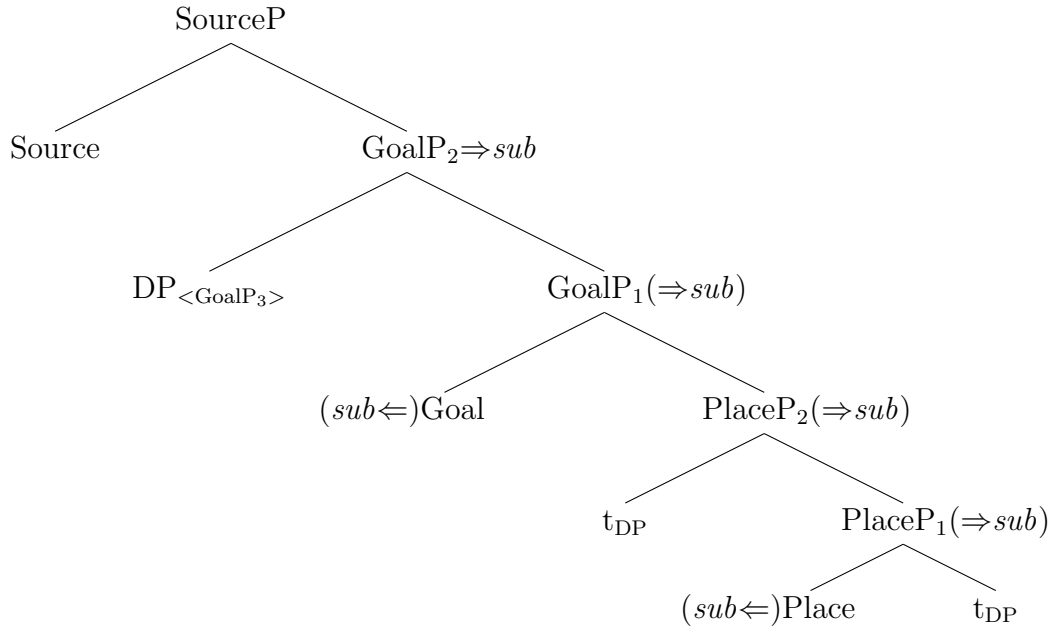 SourceP
Source GoalP₂⇒sub
DP<GoalP₃> GoalP₁(⇒sub)
(sub⇐)Goal PlaceP₂(⇒sub)
t_DP PlaceP₁(⇒sub)
(sub⇐)Place t_DP